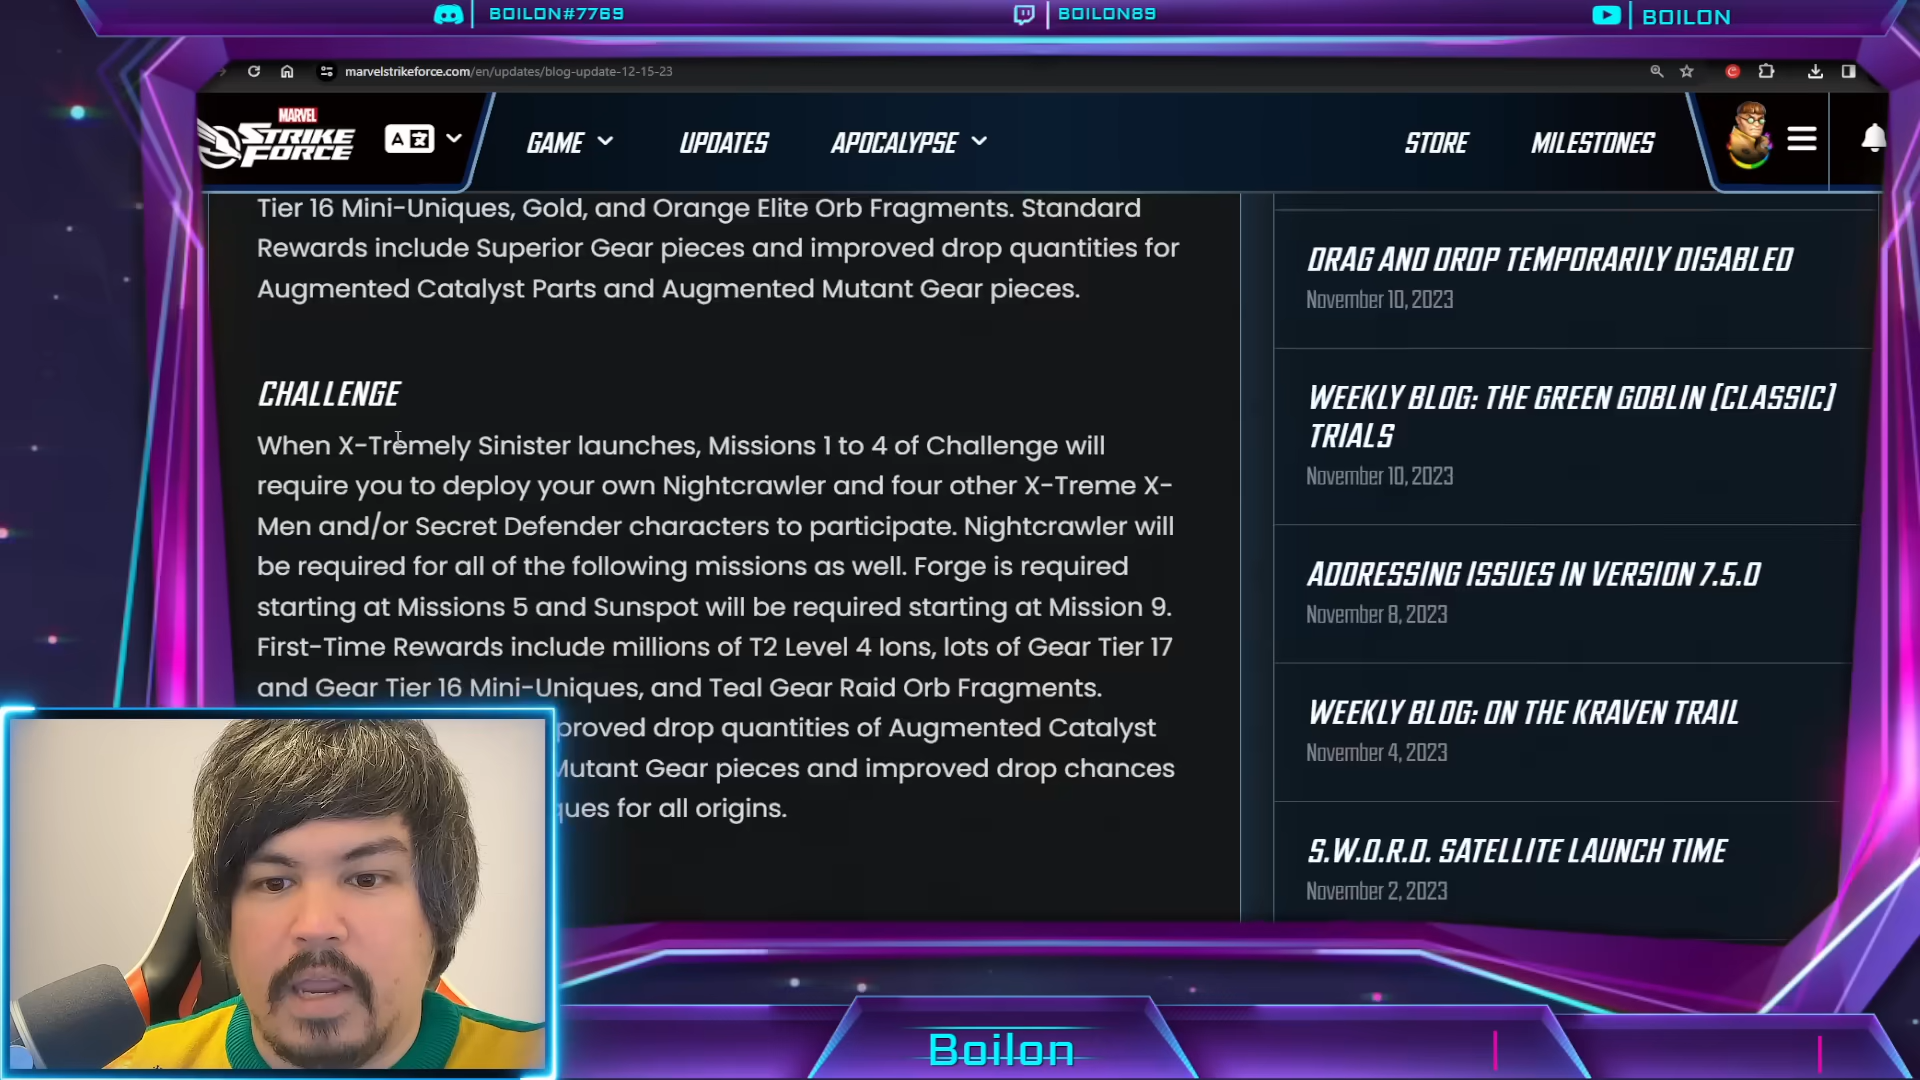 BOILON#7769
BOILON89
BOILON
marvelstrikeforce.com/en/updates/blog-update-12-15-23
MARVEL
STRIKE
FORCE
A
GAME
UPDATES
APOCALYPSE
STORE
MILESTONES
Tier 16 Mini-Uniques, Gold, and Orange Elite Orb Fragments. Standard
Rewards include Superior Gear pieces and improved drop quantities for
Augmented Catalyst Parts and Augmented Mutant Gear pieces.
CHALLENGE
When X-Tremely Sinister launches, Missions 1 to 4 of Challenge will
require you to deploy your own Nightcrawler and four other X-Treme X-
Men and/or Secret Defender characters to participate. Nightcrawler will
be required for all of the following missions as well. Forge is required
starting at Missions 5 and Sunspot will be required starting at Mission 9.
First-Time Rewards include millions of T2 Level 4 Ions, lots of Gear Tier 17
and Gear Tier 16 Mini-Uniques, and Teal Gear Raid Orb Fragments.
proved drop quantities of Augmented Catalyst
Mutant Gear pieces and improved drop chances
ques for all origins.
DRAG AND DROP TEMPORARILY DISABLED
November 10, 2023
WEEKLY BLOG: THE GREEN GOBLIN (CLASSIC)
TRIALS
November 10, 2023
ADDRESSING ISSUES IN VERSION 7.5.0
November 8, 2023
WEEKLY BLOG: ON THE KRAVEN TRAIL
November 4, 2023
S.W.O.R.D. SATELLITE LAUNCH TIME
November 2, 2023
Boilon